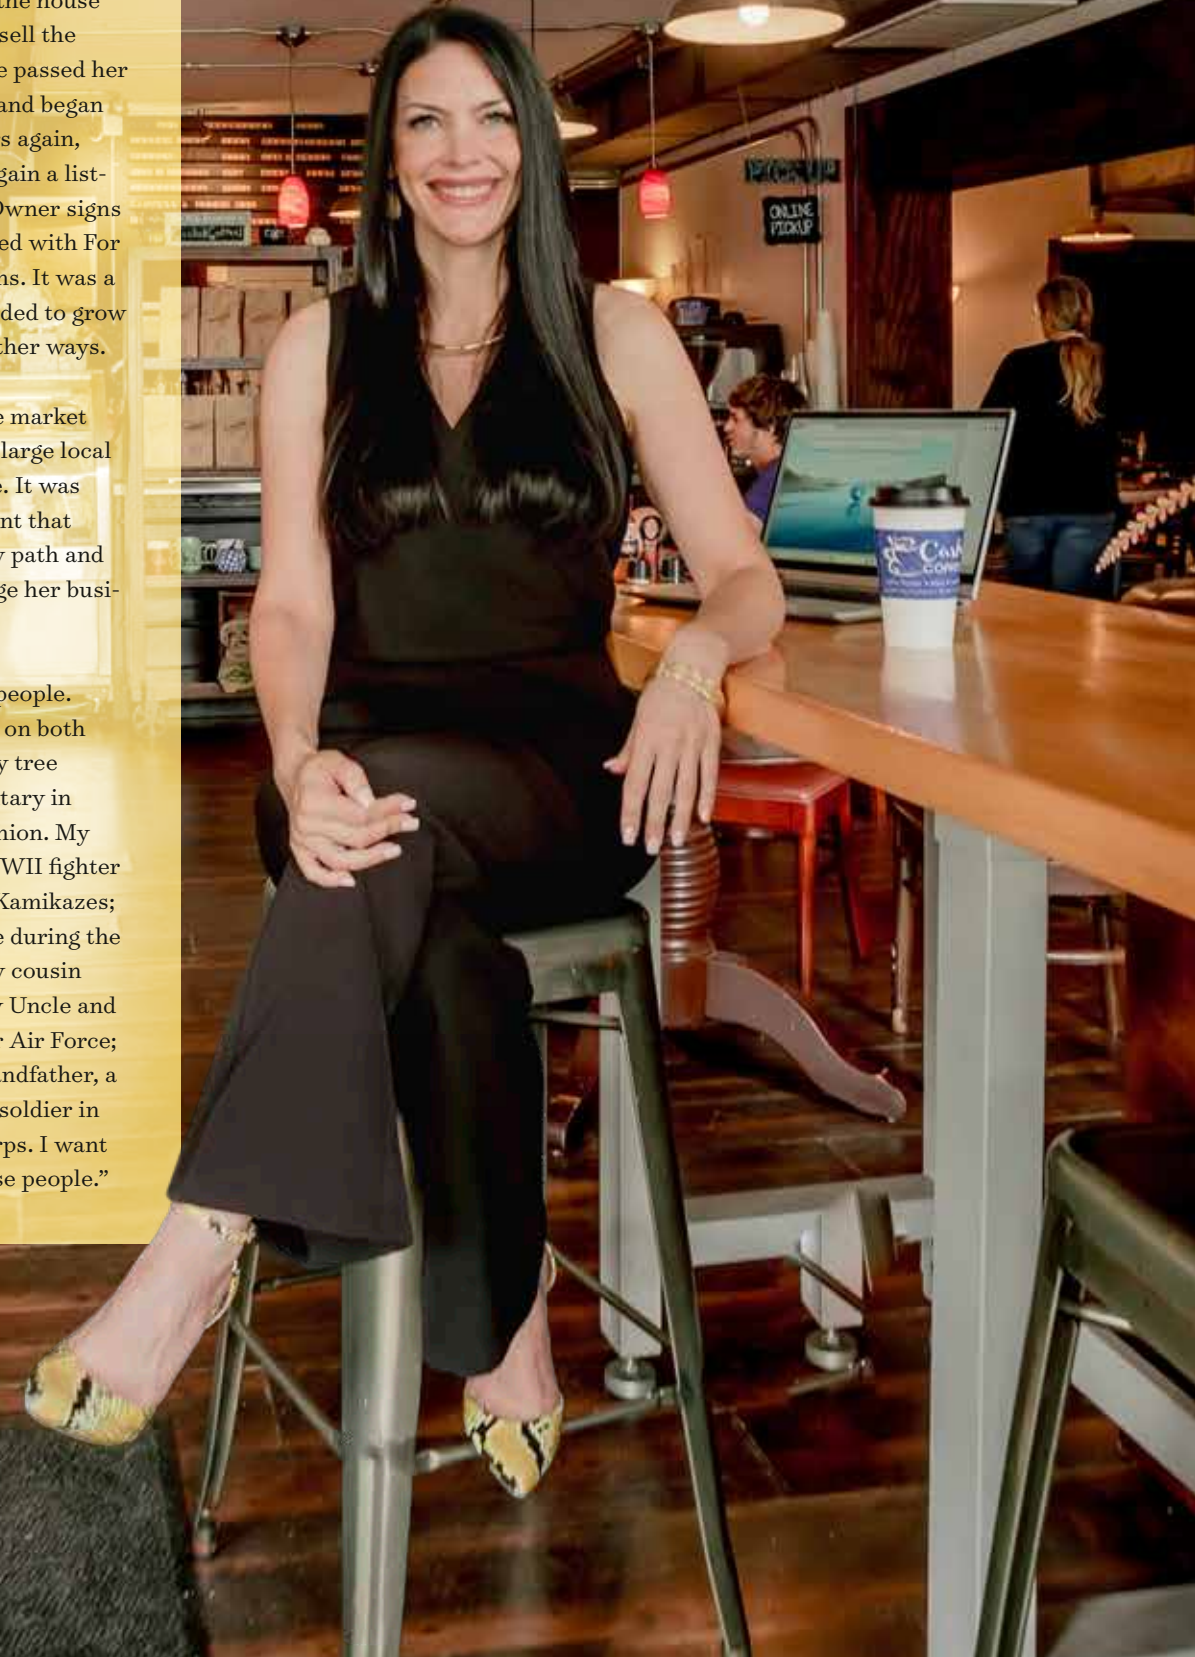 the house
sell the
e passed her
and began
s again,
gain a list-
Owner signs
ed with For
ns. It was a
ded to grow
ther ways.
e market
large local
e. It was
nt that
y path and
ge her busi-
people.
on both
y tree
tary in
nion. My
WII fighter
Kamikazes;
e during the
y cousin
y Uncle and
r Air Force;
ndfather, a
soldier in
rps. I want
se people.”
PICK UP
ONLINE
PICKUP